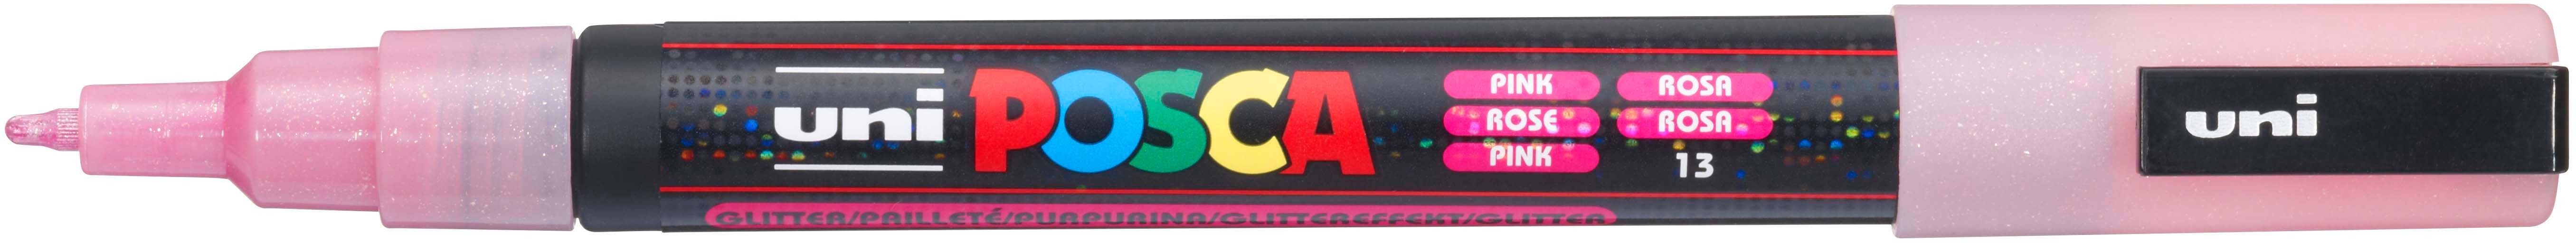 uni POSCA
PINK ROSA
ROSE ROSA
PINK 13
GLITTER/PAILLETÉ/PURPURINA/GLITTEREFFEKT/GLITTER
uni